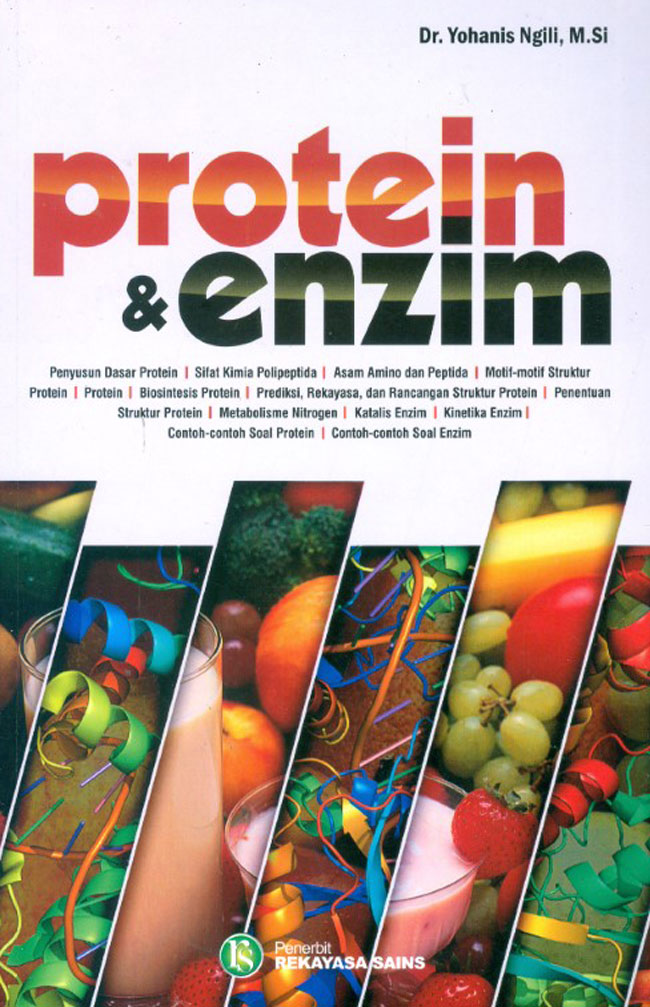 Dr. Yohanis Ngili, M.Si
protein
& enzim
Penyusun Dasar Protein | Sifat Kimia Polipeptida | Asam Amino dan Peptida | Motif-motif Struktur
Protein | Protein | Biosintesis Protein | Prediksi, Rekayasa, dan Rancangan Struktur Protein | Penentuan
Struktur Protein | Metabolisme Nitrogen | Katalis Enzim | Kinetika Enzim |
Contoh-contoh Soal Protein | Contoh-contoh Soal Enzim
rs Penerbit
REKAYASA SAINS